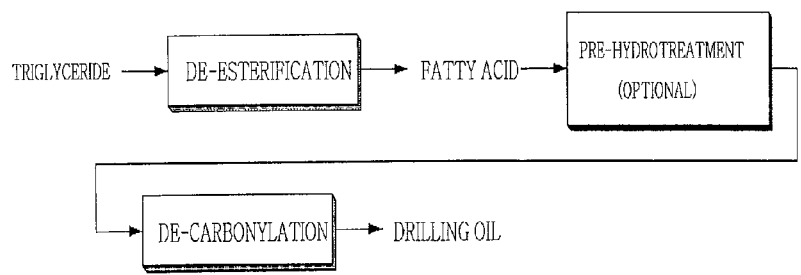 TRIGLYCERIDE
DE-ESTERIFICATION
FATTY ACID
PRE-HYDROTREATMENT
(OPTIONAL)
DE-CARBONYLATION
DRILLING OIL